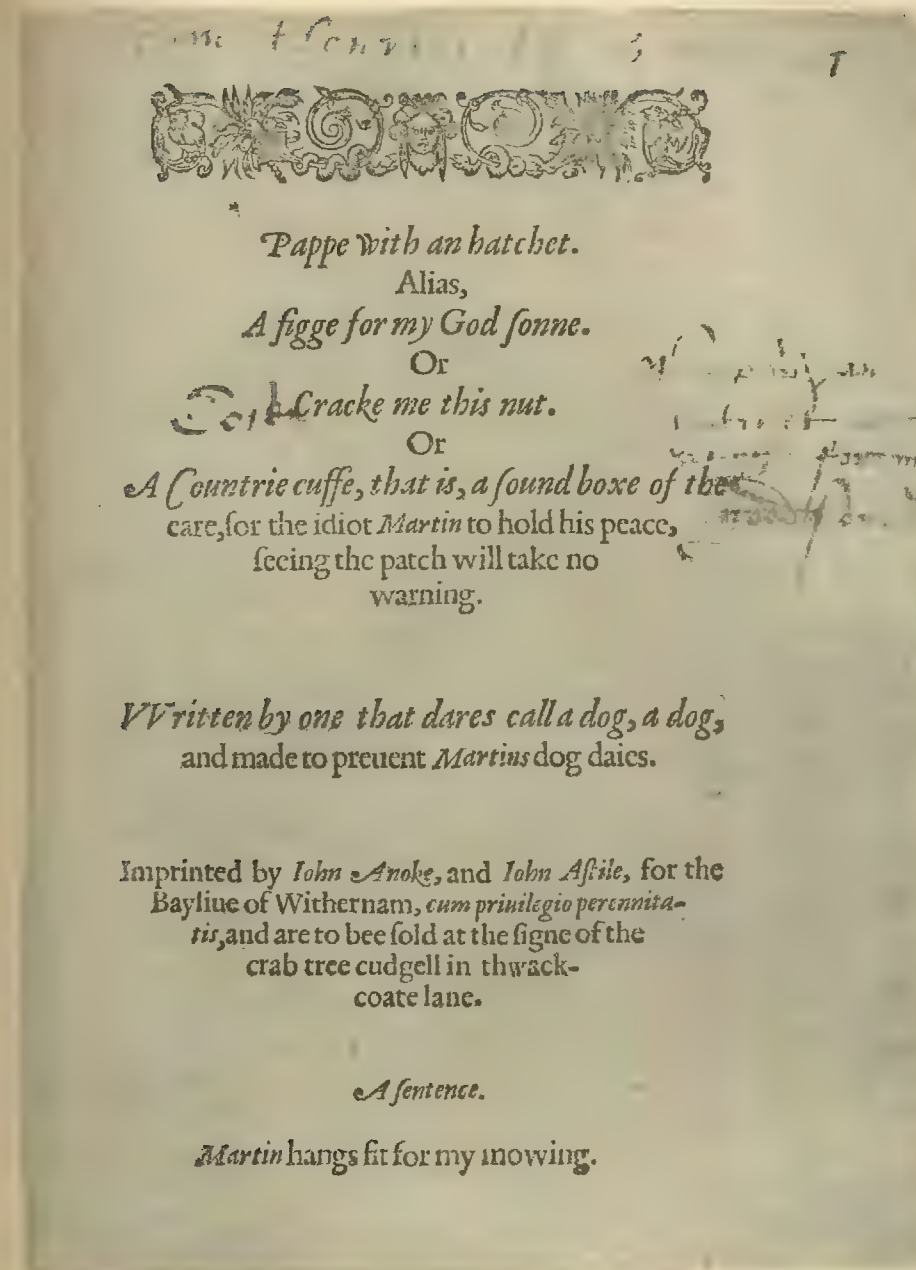 1
Pappe with an hatchet.
Alias,
A figge for my God ſonne.
Or
Cracke me this nut.
Or
A Countrie cuffe, that is, a ſound boxe of the
eare, for the idiot Martin to hold his peace,
ſeeing the patch will take no
warning.
VVritten by one that dares call a dog, a dog,
and made to preuent Martins dog daies.
Imprinted by Iohn Anoke, and Iohn Aſtile, for the
Bayliue of Withernam, cum priuilegio perennita-
tis, and are to bee ſold at the ſigne of the
crab tree cudgell in thwack-
coate lane.
A ſentence.
Martin hangs fit for my mowing.